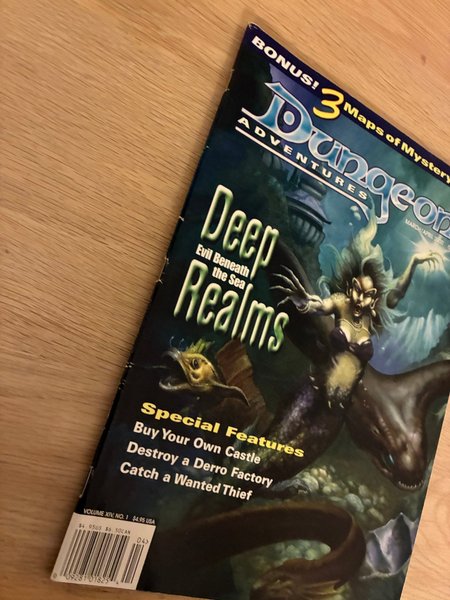 BONUS! 3 Maps of Mystery
Dungeon
ADVENTURES
Deep
Evil Beneath
the Sea
Realms
Special Features
Buy Your Own Castle
Destroy a Derro Factory
Catch a Wanted Thief
VOLUME XIV, NO. 1 $4.95 USA
04>